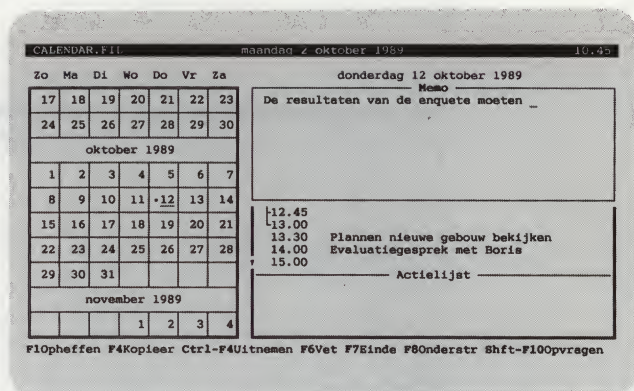 CALENDAR.FIL maandag 2 oktober 1989 10.45
Zo Ma Di Wo Do Vr Za
17 18 19 20 21 22 23
24 25 26 27 28 29 30
oktober 1989
1 2 3 4 5 6 7
8 9 10 11 •12 13 14
15 16 17 18 19 20 21
22 23 24 25 26 27 28
29 30 31
november 1989
1 2 3 4
donderdag 12 oktober 1989
Memo
De resultaten van de enquete moeten _
12.45
13.00
13.30 Plannen nieuwe gebouw bekijken
14.00 Evaluatiegesprek met Boris
15.00
Actielijst
F1Opheffen F4Kopieer Ctrl-F4Uitnemen F6Vet F7Einde F8Onderstr Shft-F10Opvragen